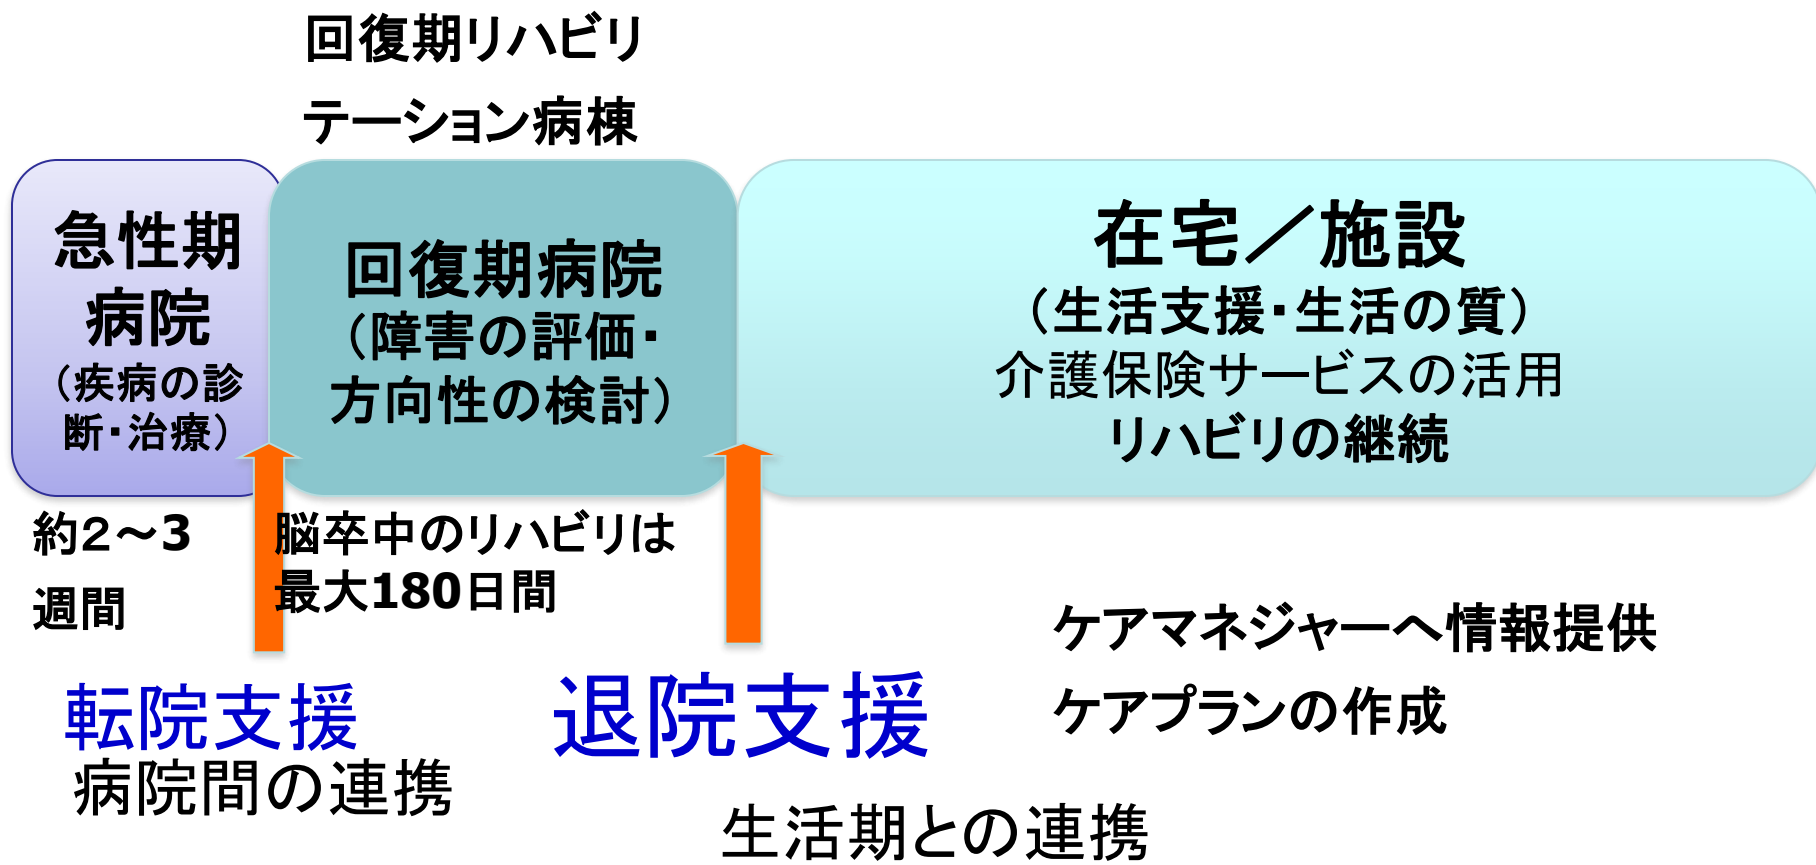 回復期リハビリ
テーション病棟
急性期
病院
（疾病の診
断・治療）
回復期病院
（障害の評価・
方向性の検討）
在宅／施設
（生活支援・生活の質）
介護保険サービスの活用
リハビリの継続
約２～3
週間
脳卒中のリハビリは
最大180日間
転院支援
病院間の連携
退院支援
生活期との連携
ケアマネジャーへ情報提供
ケアプランの作成